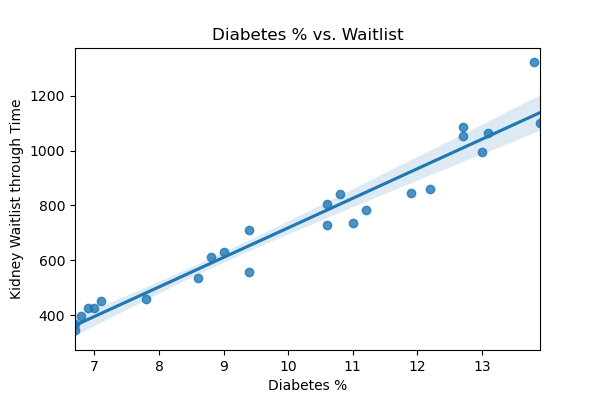 Diabetes % vs. Waitlist
Kidney Waitlist through Time
1200
1000
800
600
400
7 8 9 10 11 12 13
Diabetes %